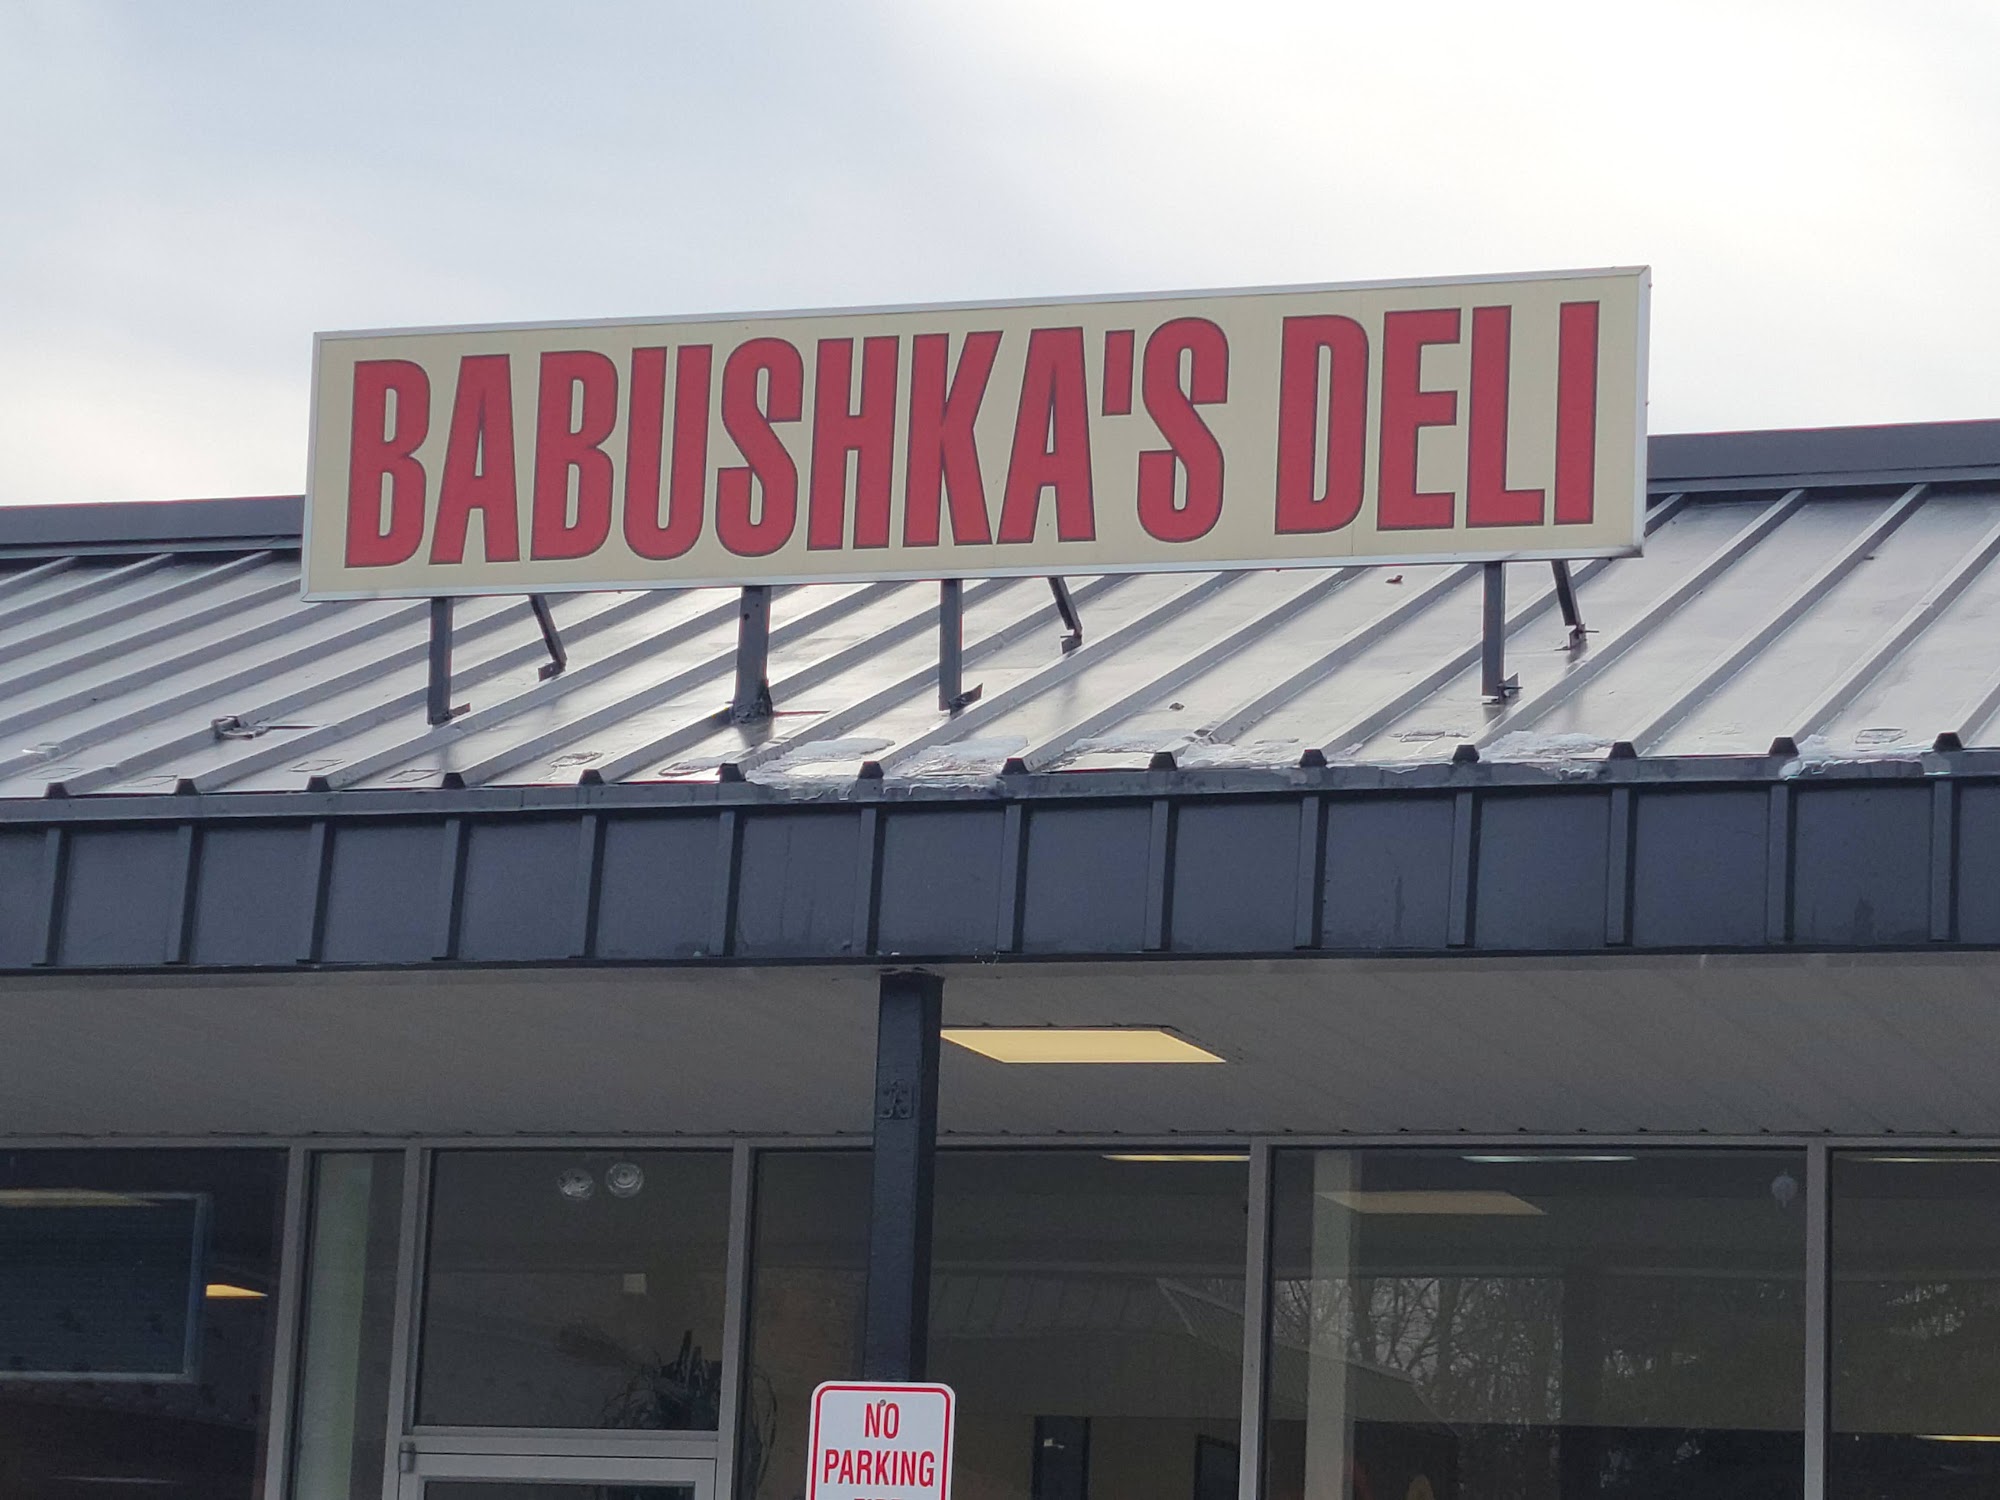 BABUSHKA'S DELI
NO
PARKING